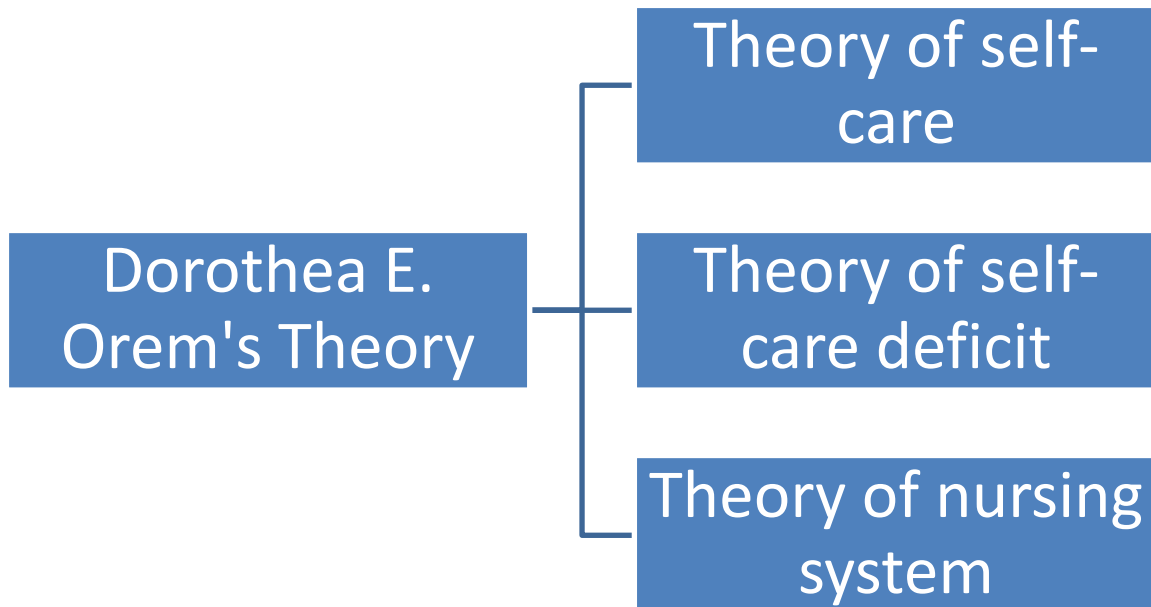 Theory of self-
care
Dorothea E.
Orem's Theory
Theory of self-
care deficit
Theory of nursing
system